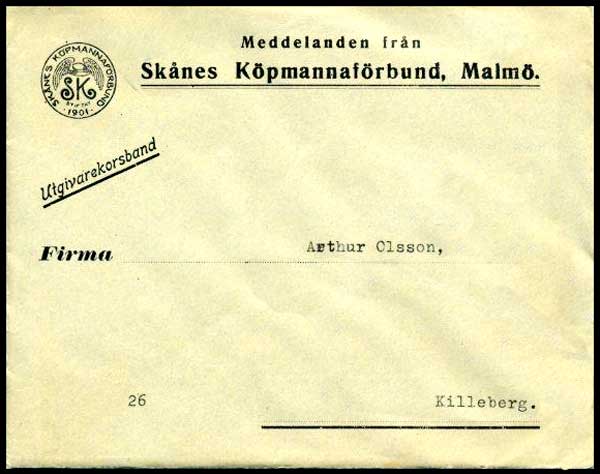 Meddelanden från
Skånes Köpmannaförbund, Malmö.
SKÅNES KÖPMANNAFÖRBUND
SK
1901
Utgivarekorsband
Firma Arthur Olsson,
26 Killeberg.